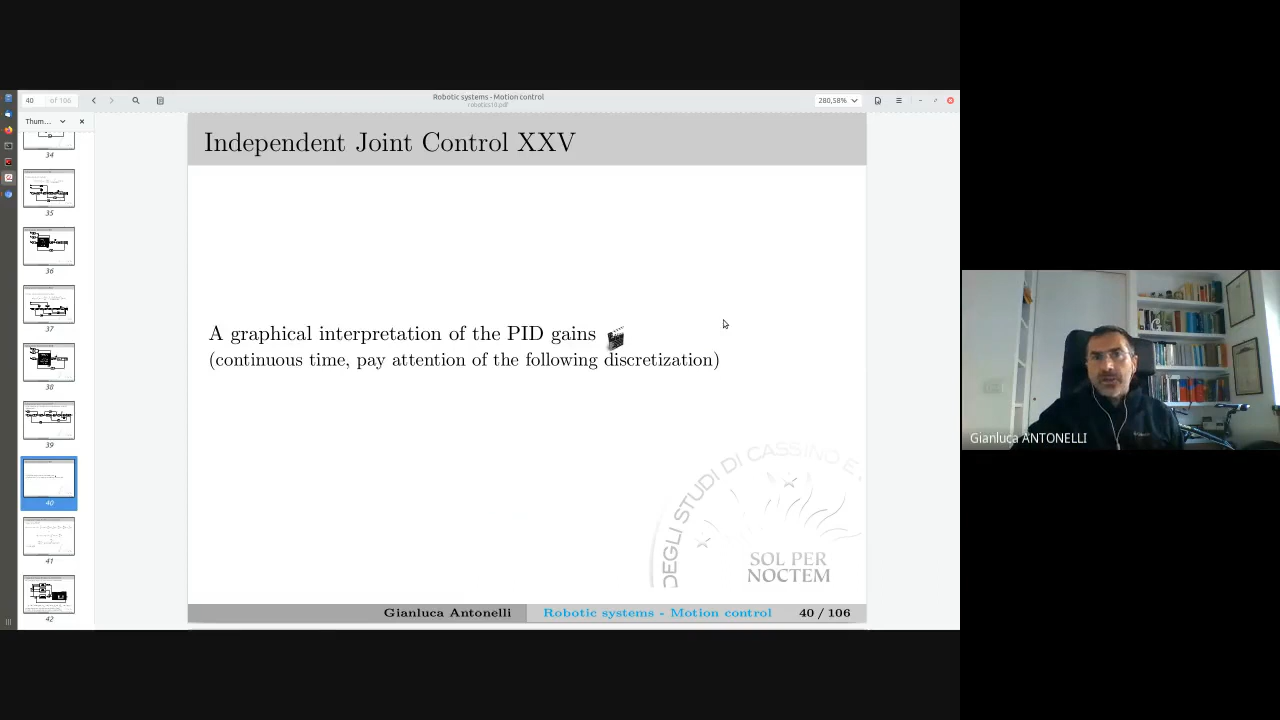 40 of 106
Robotic systems - Motion control
robotics10.pdf
280,58%
Thum...
34
35
36
37
38
39
40
41
42
Independent Joint Control XXV
A graphical interpretation of the PID gains
(continuous time, pay attention of the following discretization)
DEGLI STUDI DI CASSINO E
SOL PER
NOCTEM
Gianluca Antonelli
Robotic systems - Motion control
40 / 106
Gianluca ANTONELLI